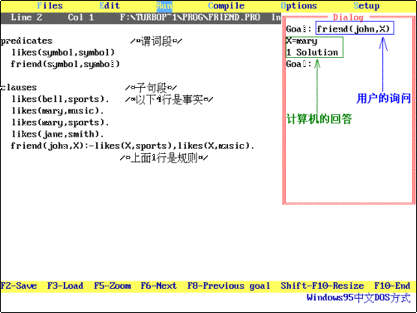 Files Edit Run Compile Options Setup
Line 2 Col 1 F:\TURBOP~1\PROG\FRIEND.PRO In
Dialog
predicates /*谓词段*/
likes(symbol,symbol)
friend(symbol,symbol)
clauses /*子句段*/
likes(bell,sports). /*以下4行是事实*/
likes(mary,music).
likes(mary,sports).
likes(jane,smith).
friend(john,X):-likes(X,sports),likes(X,music).
/*上面1行是规则*/
Goal: friend(john,X)
X=mary
1 Solution
Goal:
用户的询问
计算机的回答
F2-Save F3-Load F5-Zoom F6-Next F8-Previous goal Shift-F10-Resize F10-End
Windows95中文DOS方式